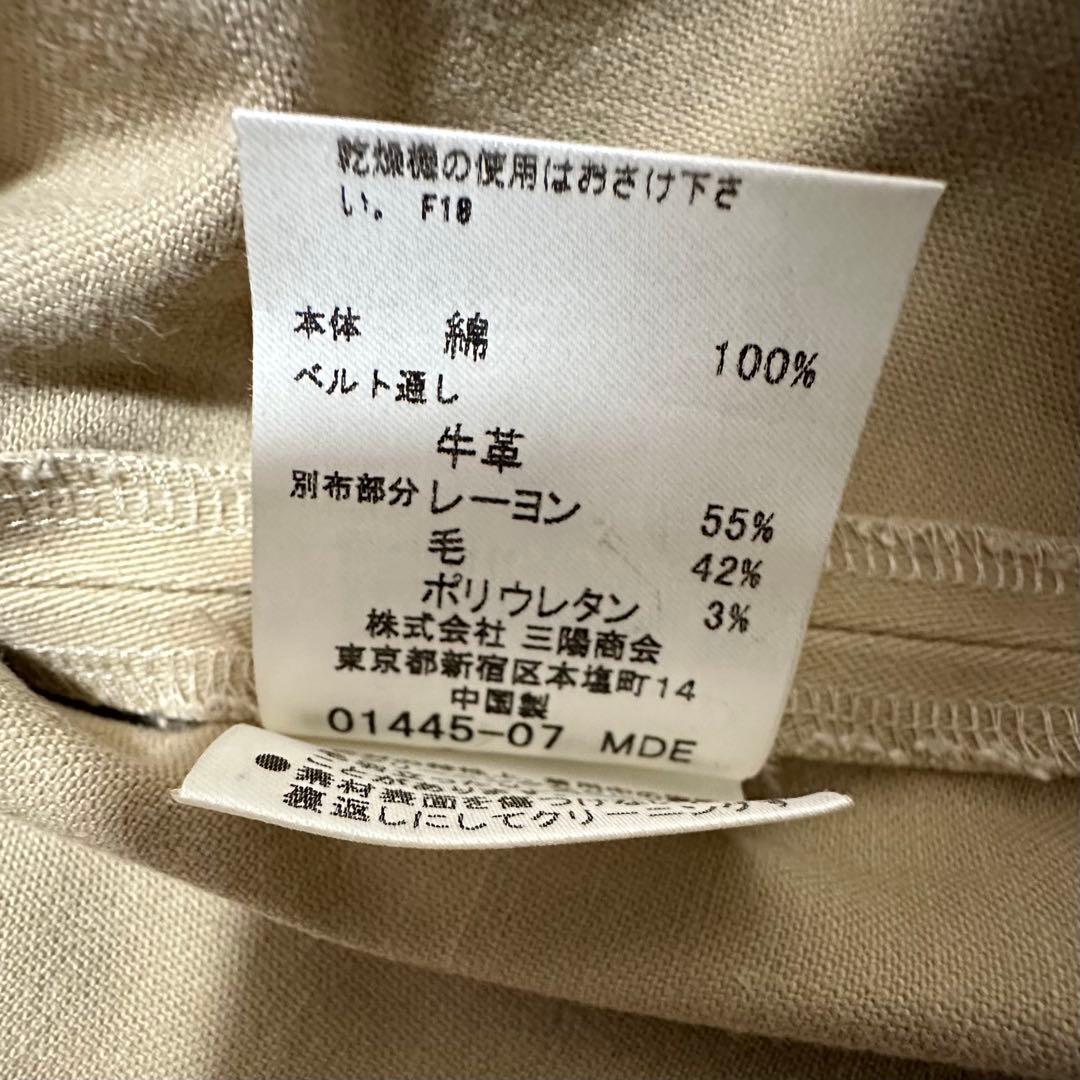 乾燥機の使用はおさけ下さ
い。 F18
本体 綿 100%
ベルト通し
牛革
別布部分 レーヨン 55%
毛 42%
ポリウレタン 3%
株式会社 三陽商会
東京都新宿区本塩町14
中国製
01445-07 MDE
裏返しにしてクリーニング